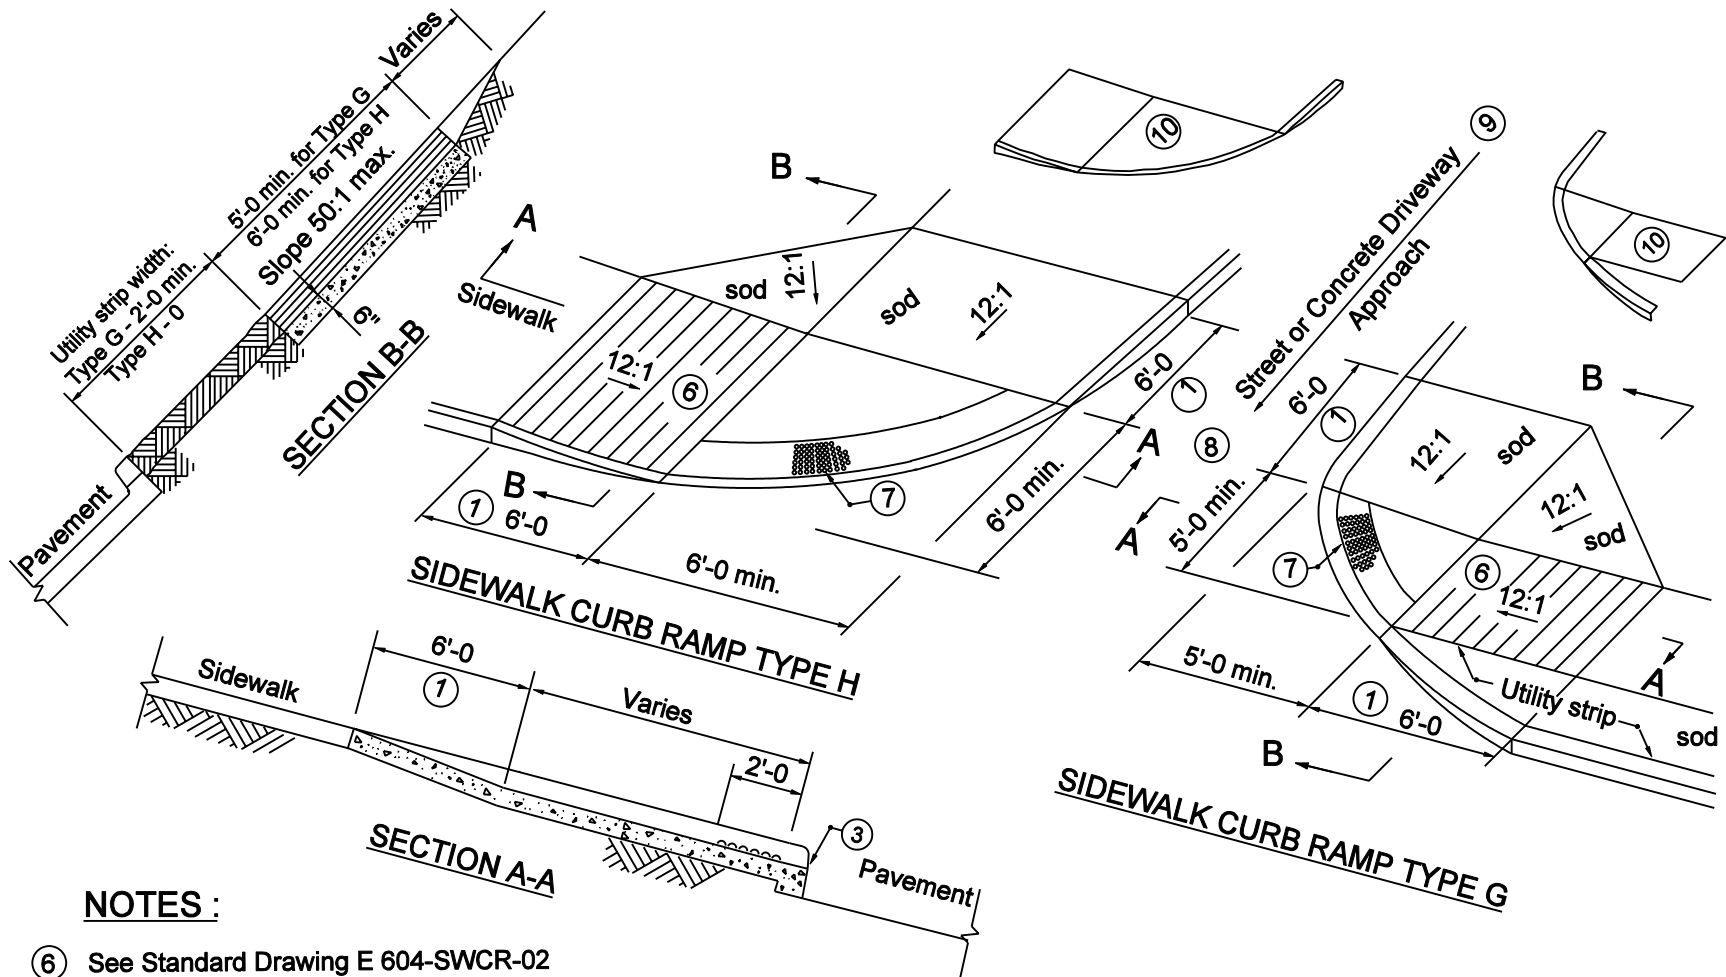 Varies
5'-0 min. for Type G
6'-0 min. for Type H
Slope 50:1 max.
Utility strip width:
Type G - 2'-0 min.
Type H - 0
6"
SECTION B-B
Pavement
A
Sidewalk
B
sod
12:1
sod
12:1
12:1
6
B
1
6'-0
6'-0 min.
7
6'-0
1
6'-0 min.
A
8
SIDEWALK CURB RAMP TYPE H
10
9
Street or Concrete Driveway
Approach
10
B
6'-0
1
5'-0 min.
A
12:1
sod
12:1
sod
7
6
12:1
5'-0 min.
1
6'-0
Utility strip
A
sod
B
SIDEWALK CURB RAMP TYPE G
Sidewalk
6'-0
1
Varies
2'-0
3
Pavement
SECTION A-A
NOTES :
6 See Standard Drawing E 604-SWCR-02